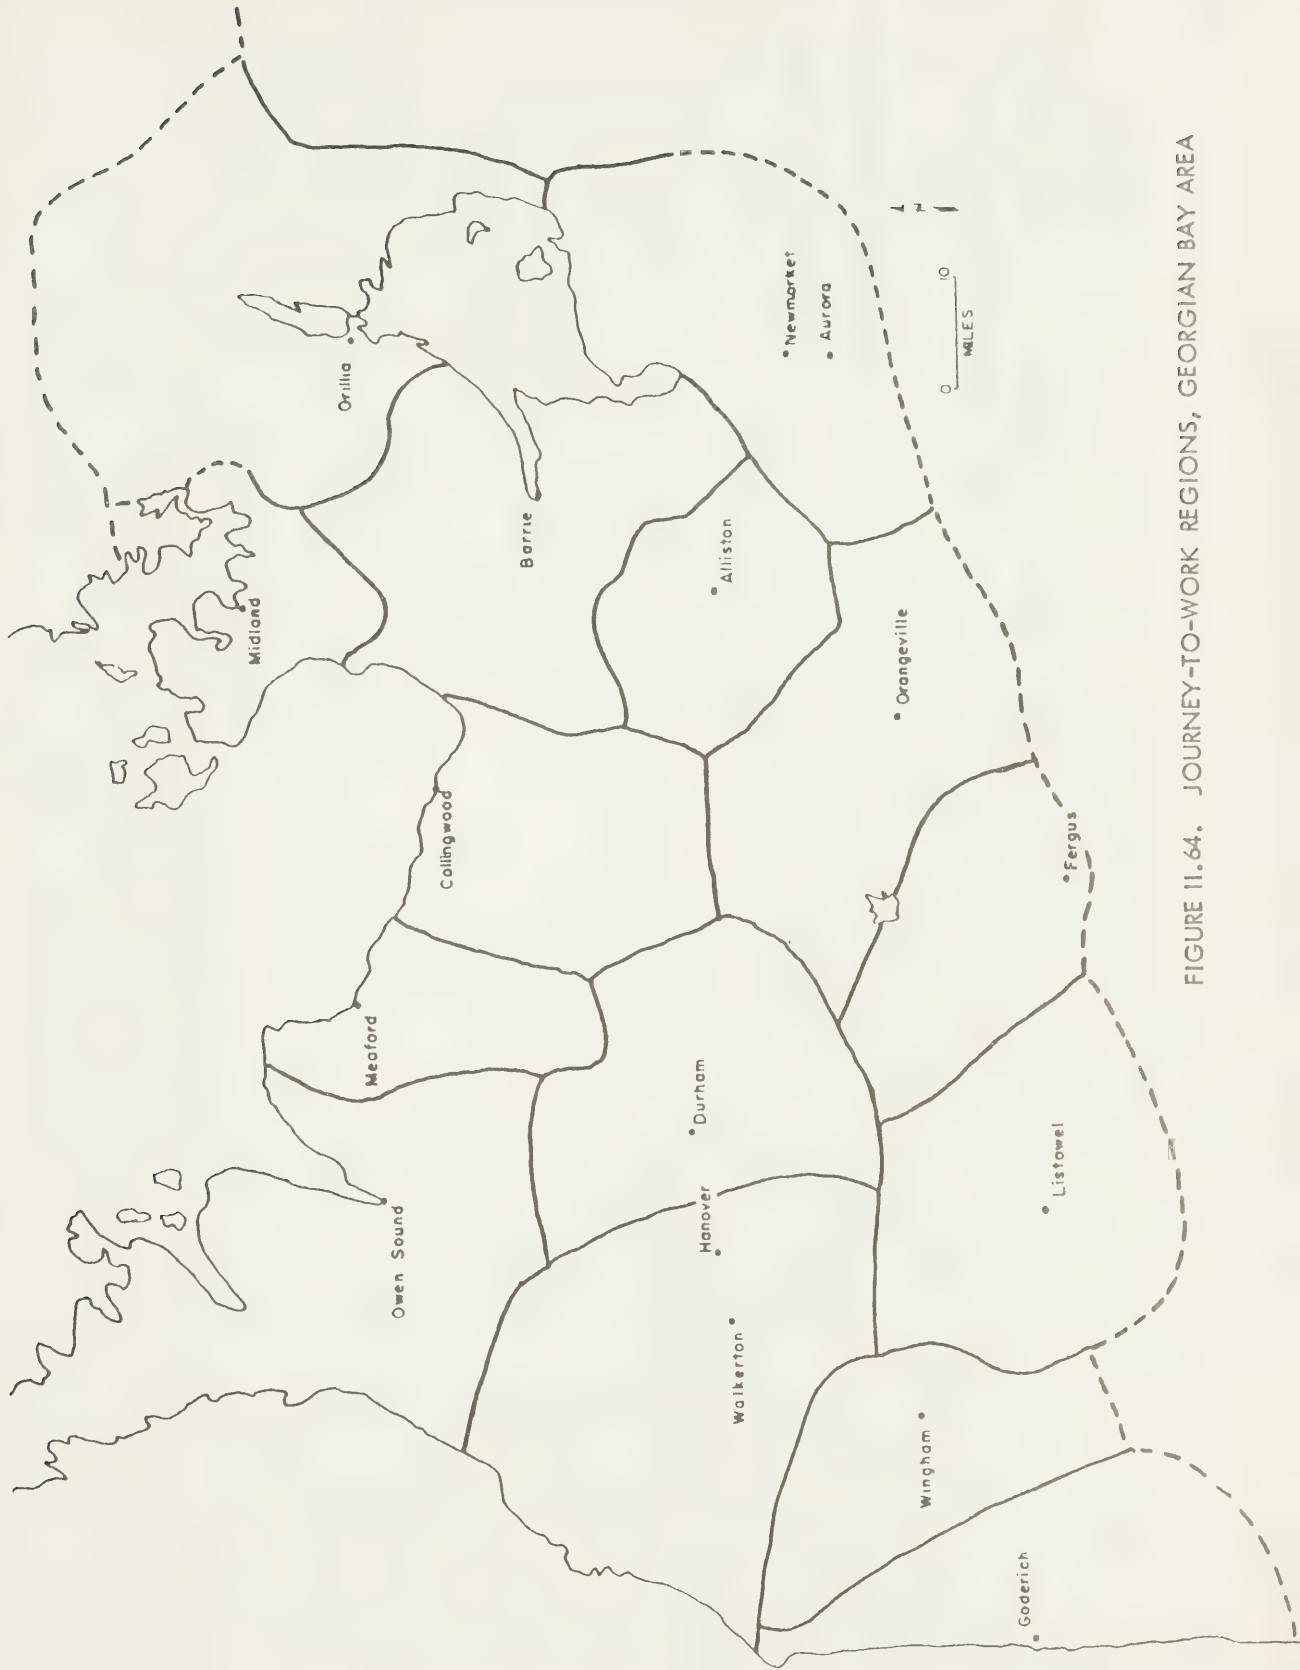 Orillia
Midland
Barrie
Newmarket
Aurora
Alliston
Orangeville
Collingwood
Meaford
Owen Sound
Durham
Hanover
Walkerton
Fergus
Listowel
Wingham
Goderich
N
0 10
MILES
FIGURE 11.64. JOURNEY-TO-WORK REGIONS, GEORGIAN BAY AREA